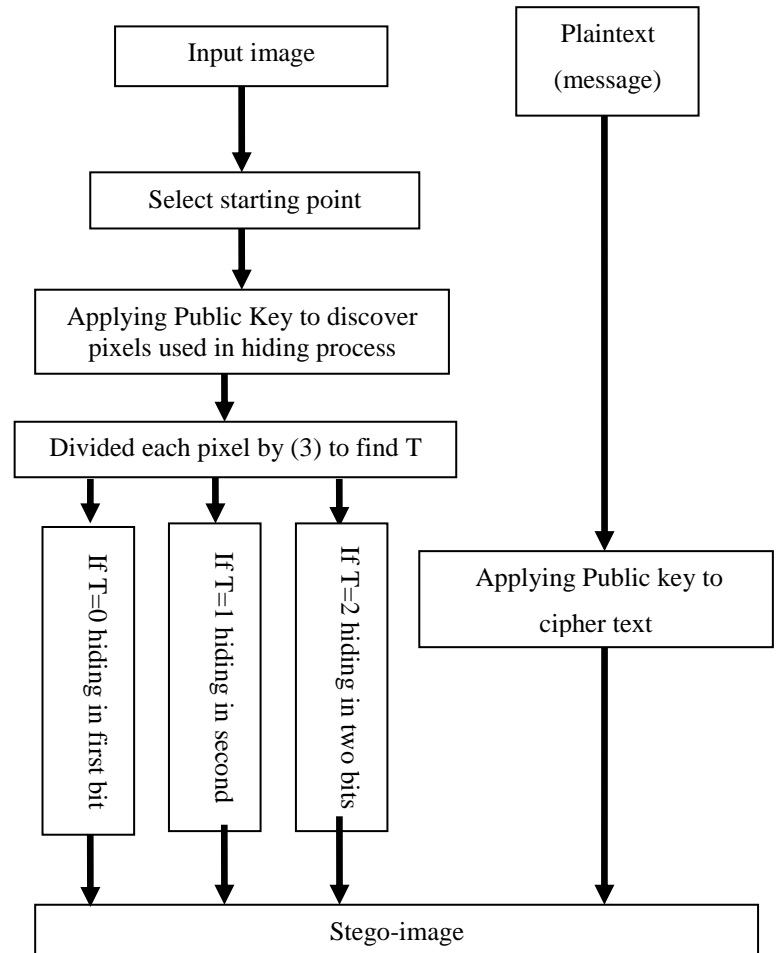 Input image
Plaintext
(message)
Select starting point
Applying Public Key to discover
pixels used in hiding process
Divided each pixel by (3) to find T
If T=0 hiding in first bit
If T=1 hiding in second
If T=2 hiding in two bits
Applying Public key to
cipher text
Stego-image